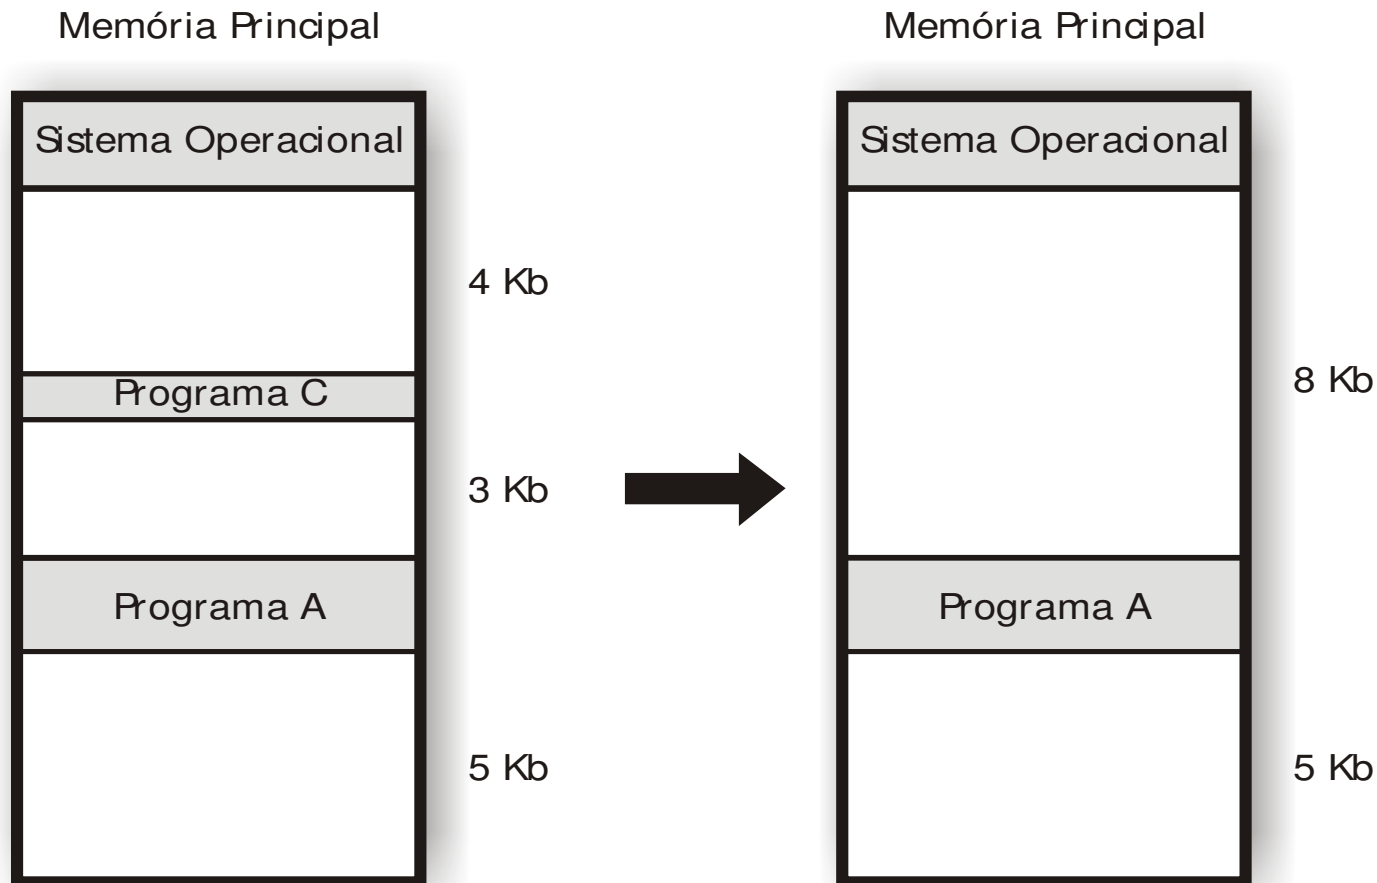 Memória Principal
Sistema Operacional
4 Kb
Programa C
3 Kb
Programa A
5 Kb
Memória Principal
Sistema Operacional
8 Kb
Programa A
5 Kb